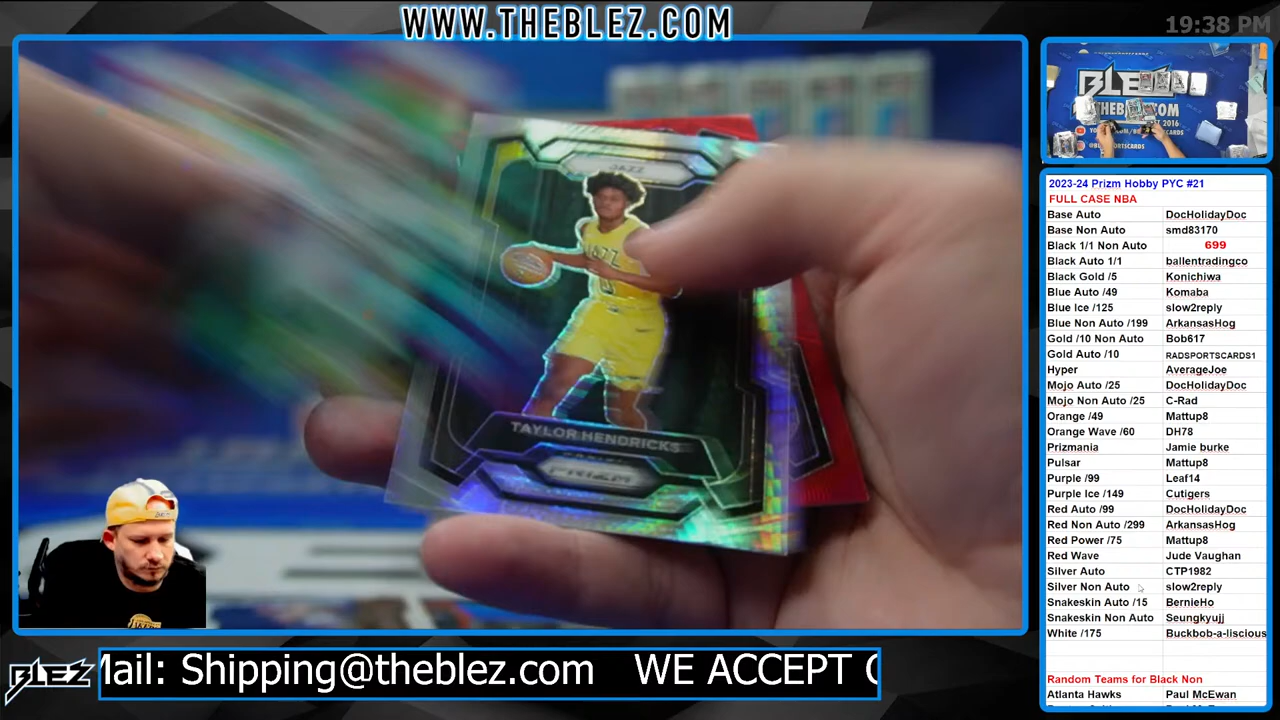 WWW.THEBLEZ.COM
19:38 PM
BLEZ
2023-24 Prizm Hobby PYC #21
FULL CASE NBA
Base Auto DocHolidayDoc
Base Non Auto smd83170
Black 1/1 Non Auto 699
Black Auto 1/1 ballentradingco
Black Gold /5 Konichiwa
Blue Auto /49 Komaba
Blue Ice /125 slow2reply
Blue Non Auto /199 ArkansasHog
Gold /10 Non Auto Bob617
Gold Auto /10 RADSPORTSCARDS1
Hyper AverageJoe
Mojo Auto /25 DocHolidayDoc
Mojo Non Auto /25 C-Rad
Orange /49 Mattup8
Orange Wave /60 DH78
Prizmania Jamie burke
Pulsar Mattup8
Purple /99 Leaf14
Purple Ice /149 Cutigers
Red Auto /99 DocHolidayDoc
Red Non Auto /299 ArkansasHog
Red Power /75 Mattup8
Red Wave Jude Vaughan
Silver Auto CTP1982
Silver Non Auto slow2reply
Snakeskin Auto /15 BernieHo
Snakeskin Non Auto Seungkyujj
White /175 Buckbob-a-liscious
Random Teams for Black Non
Atlanta Hawks Paul McEwan
JAZZ
JAZZ
TAYLOR HENDRICKS
PANINI
PRIZM
BLEZ
Mail: Shipping@theblez.com WE ACCEPT